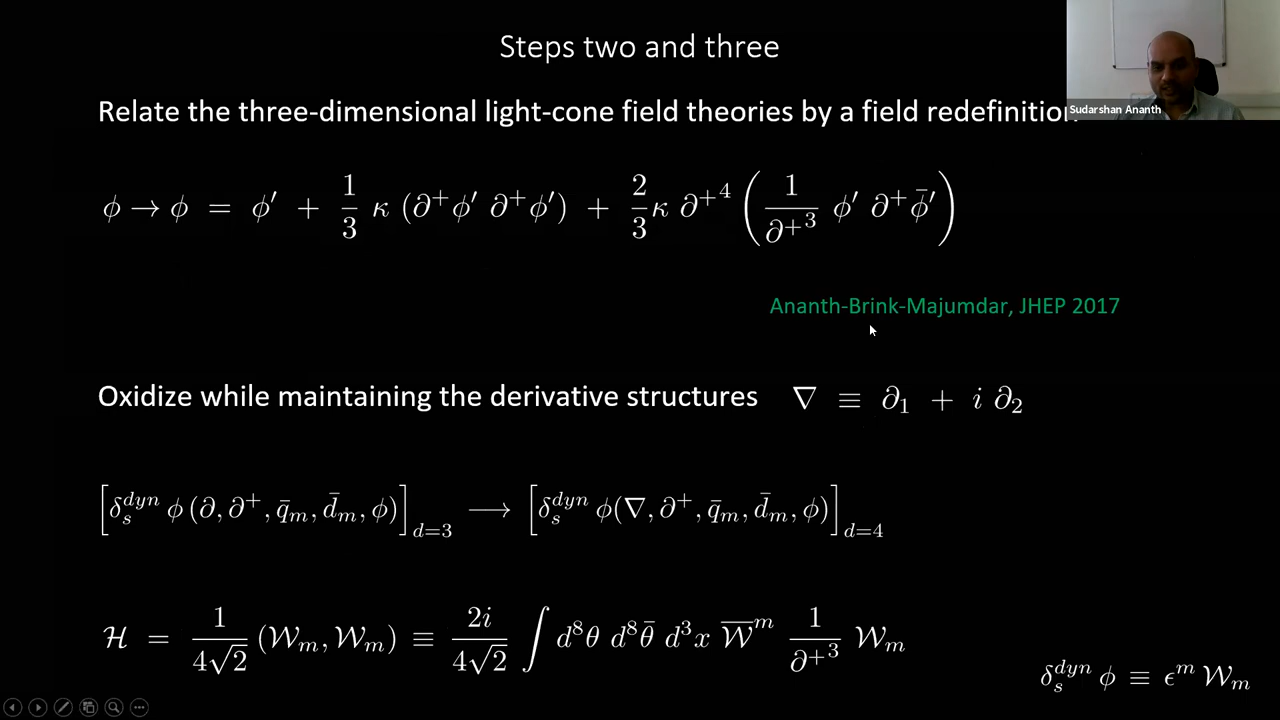 Steps two and three
Sudarshan Ananth
Relate the three-dimensional light-cone field theories by a field redefinition
ϕ → ϕ = ϕ′ + 1/3 κ (∂⁺ϕ′ ∂⁺ϕ′) + 2/3 κ ∂⁺⁴ ( 1/∂⁺³ ϕ′ ∂⁺ϕ̄′ )
Ananth-Brink-Majumdar, JHEP 2017
Oxidize while maintaining the derivative structures ∇ ≡ ∂₁ + i ∂₂
[δₛᵈʸⁿ ϕ (∂, ∂⁺, q̄ₘ, d̄ₘ, ϕ)]_{d=3} ⟶ [δₛᵈʸⁿ ϕ(∇, ∂⁺, q̄ₘ, d̄ₘ, ϕ)]_{d=4}
ℋ = 1/(4√2) (𝒲ₘ, 𝒲ₘ) ≡ 2i/(4√2) ∫ d⁸θ d⁸θ̄ d³x 𝒲̅ᵐ 1/∂⁺³ 𝒲ₘ
δₛᵈʸⁿ ϕ ≡ ϵᵐ 𝒲ₘ